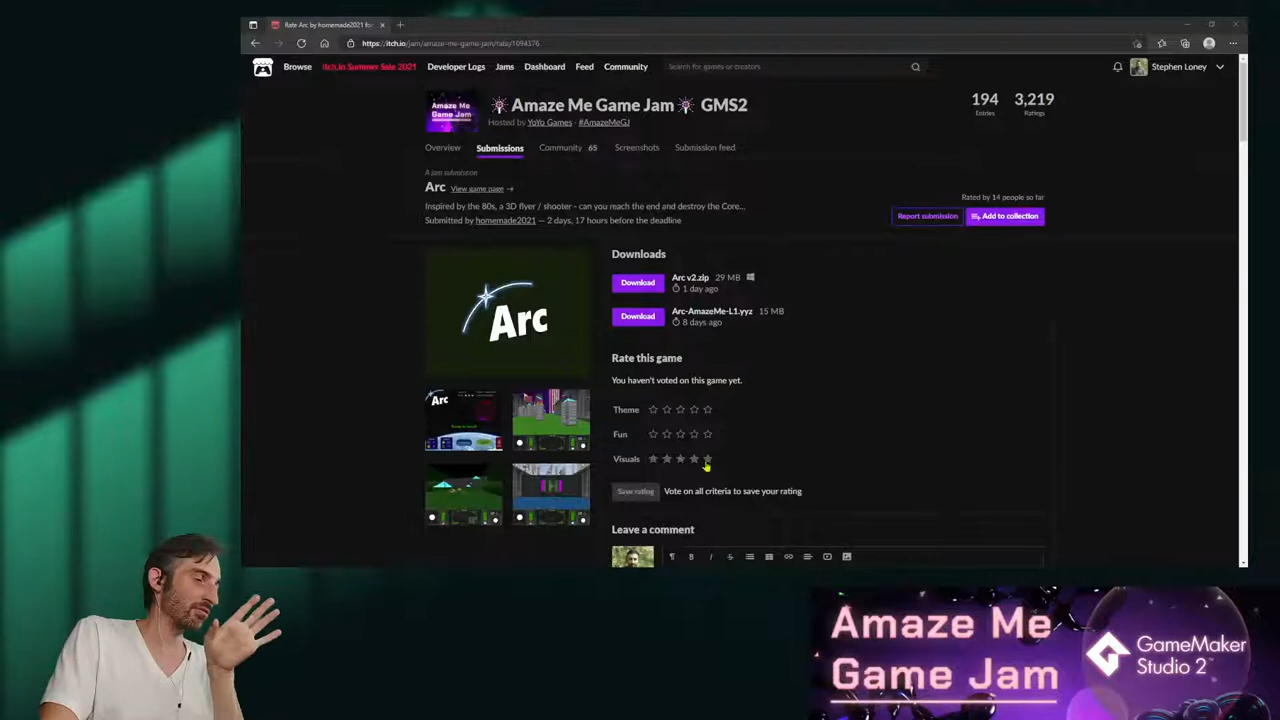 Rate Arc by homemade2021 for
https://itch.io/jam/amaze-me-game-jam/rate/1094376
Browse
itch.io Summer Sale 2021
Developer Logs
Jams
Dashboard
Feed
Community
Search for games or creators
Stephen Loney
Amaze Me Game Jam
Amaze Me Game Jam GMS2
Hosted by YoYo Games · #AmazeMeGJ
194
Entries
3,219
Ratings
Overview
Submissions
Community 65
Screenshots
Submission feed
A jam submission
Arc View game page →
Inspired by the 80s, a 3D flyer / shooter - can you reach the end and destroy the Core...
Submitted by homemade2021 — 2 days, 17 hours before the deadline
Rated by 14 people so far
Report submission
Add to collection
Arc
Arc
Downloads
Download Arc v2.zip 29 MB
1 day ago
Download Arc-AmazeMe-L1.yyz 15 MB
8 days ago
Rate this game
You haven't voted on this game yet.
Theme
Fun
Visuals
Save rating Vote on all criteria to save your rating
Leave a comment
Amaze Me
Game Jam
GameMaker
Studio 2™